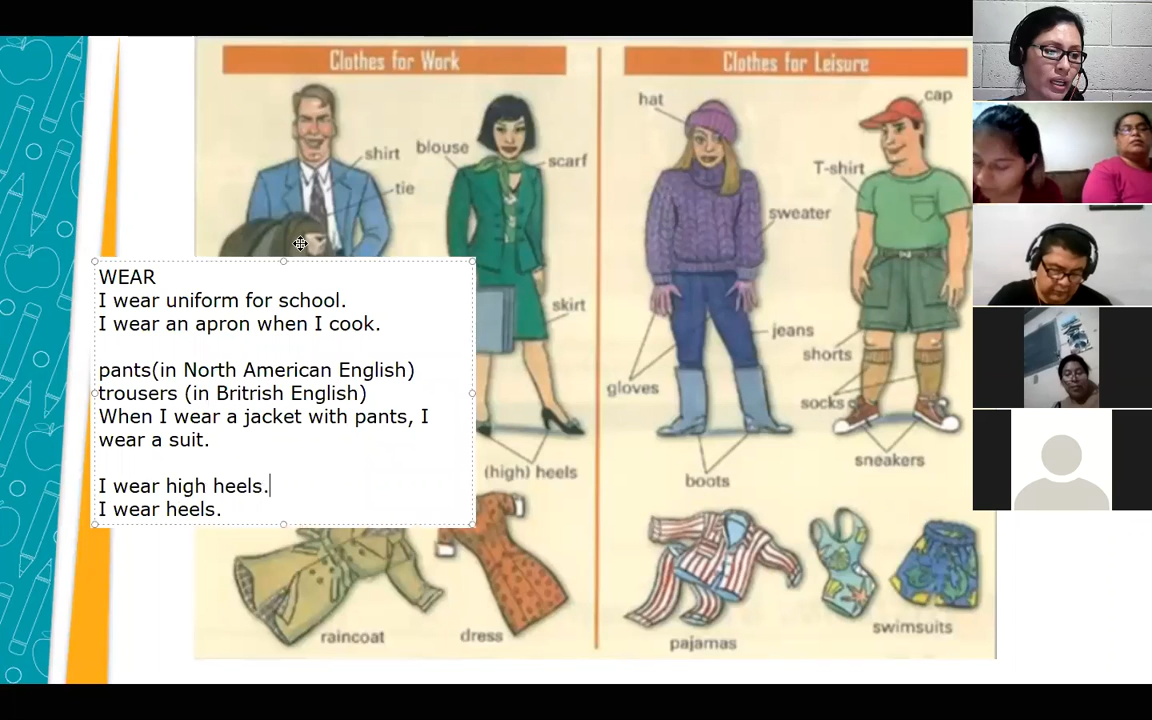 Clothes for Work
Clothes for Leisure
shirt
tie
blouse
scarf
skirt
(high) heels
raincoat
dress
hat
cap
T-shirt
sweater
jeans
shorts
gloves
socks
sneakers
boots
pajamas
swimsuits
WEAR
I wear uniform for school.
I wear an apron when I cook.
pants(in North American English)
trousers (in Britrish English)
When I wear a jacket with pants, I
wear a suit.
I wear high heels.
I wear heels.